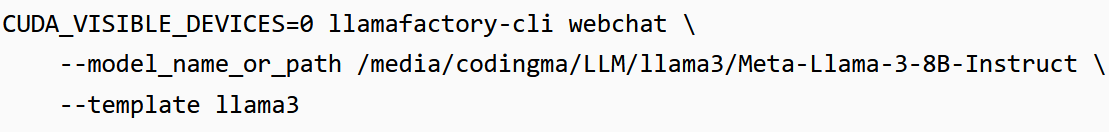 CUDA_VISIBLE_DEVICES=0 llamafactory-cli webchat \
    --model_name_or_path /media/codingma/LLM/llama3/Meta-Llama-3-8B-Instruct \
    --template llama3